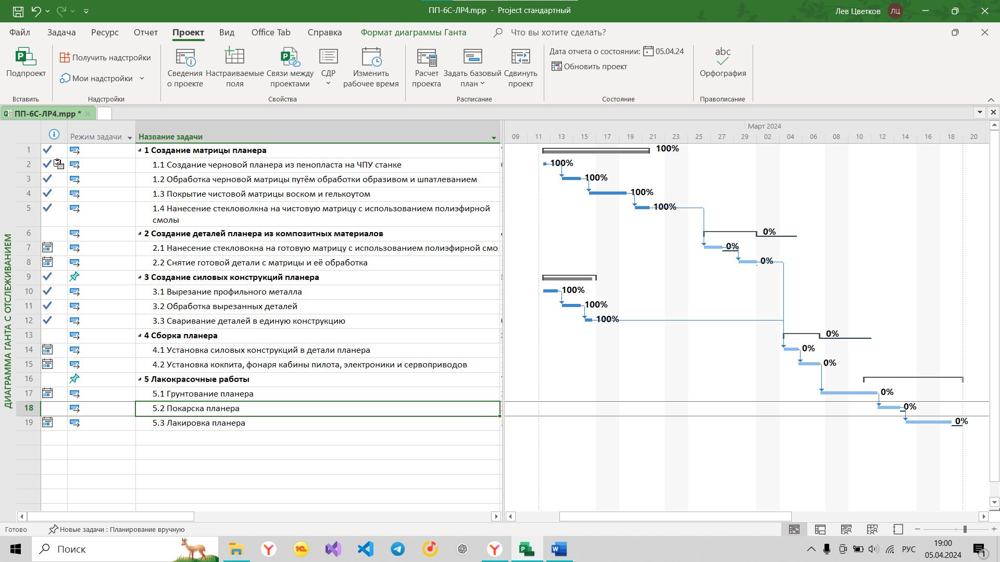 ПП-6С-ЛР4.mpp - Project стандартный
Лев Цветков ЛЦ
Файл Задача Ресурс Отчет Проект Вид Office Tab Справка Формат диаграммы Ганта Что вы хотите сделать?
Подпроект
Вставить
Получить надстройки
Мои надстройки
Надстройки
Сведения о проекте
Настраиваемые поля
Связи между проектами
СДР
Изменить рабочее время
Свойства
Расчет проекта
Задать базовый план
Сдвинуть проект
Расписание
Дата отчета о состоянии: 05.04.24
Обновить проект
Состояние
abc
Орфография
Правописание
ПП-6С-ЛР4.mpp *
Режим задачи Название задачи
Март 2024
09 11 13 15 17 19 21 23 25 27 29 02 04 06 08 10 12 14 16 18 20
ДИАГРАММА ГАНТА С ОТСЛЕЖИВАНИЕМ
1 1 Создание матрицы планера 100%
2 1.1 Создание черновой планера из пенопласта на ЧПУ станке 100%
3 1.2 Обработка черновой матрицы путём обработки образивом и шпатлеванием 100%
4 1.3 Покрытие чистовой матрицы воском и гелькоутом 100%
5 1.4 Нанесение стекловолкна на чистовую матрицу с использованием полиэфирной 100%
смолы
6 2 Создание деталей планера из композитных материалов 0%
7 2.1 Нанесение стекловокна на готовую матрицу с использованием полиэфирной смо 0%
8 2.2 Снятие готовой детали с матрицы и её обработка 0%
9 3 Создание силовых конструкций планера
10 3.1 Вырезание профильного металла 100%
11 3.2 Обработка вырезанных деталей 100%
12 3.3 Сваривание деталей в единую конструкцию 100%
13 4 Сборка планера 0%
14 4.1 Установка силовых конструкций в детали планера 0%
15 4.2 Установка кокпита, фонаря кабины пилота, электроники и сервоприводов 0%
16 5 Лакокрасочные работы
17 5.1 Грунтование планера 0%
18 5.2 Покарска планера 0%
19 5.3 Лакировка планера 0%
Готово Новые задачи : Планирование вручную
Поиск
РУС
19:00
05.04.2024
1